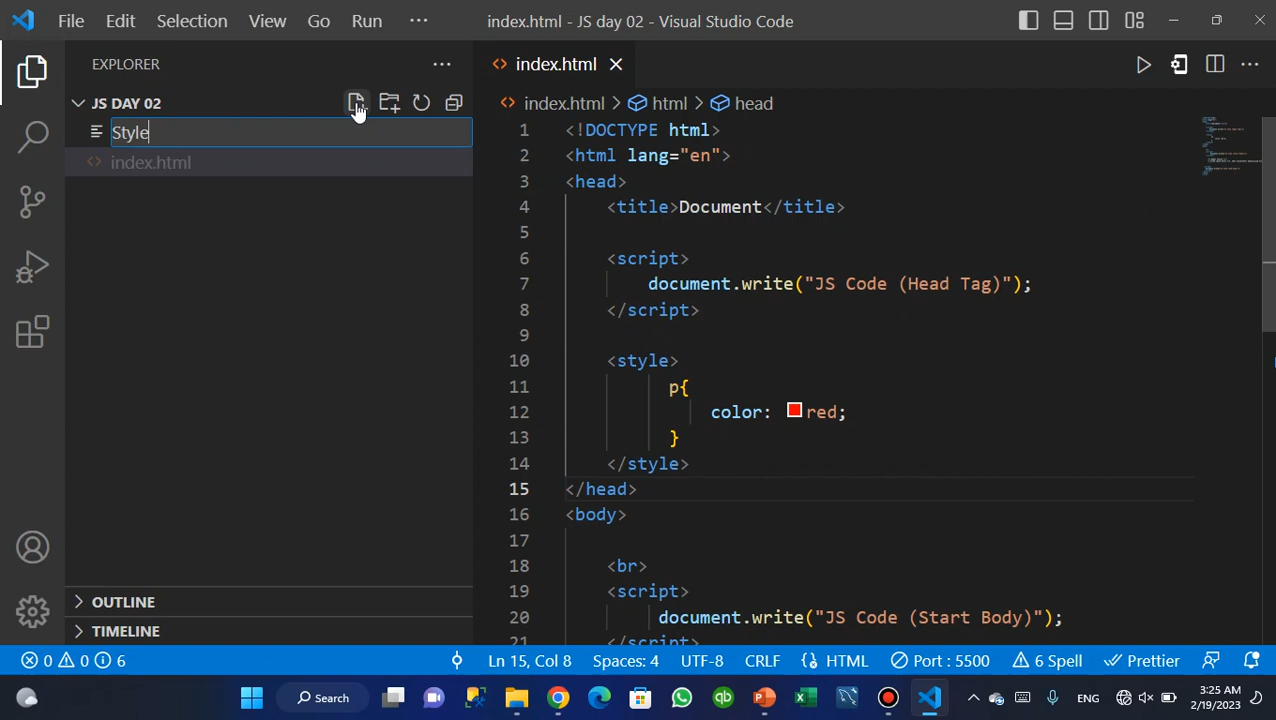 File Edit Selection View Go Run ··· index.html - JS day 02 - Visual Studio Code
EXPLORER ···
JS DAY 02
Style
index.html
OUTLINE
TIMELINE
index.html
index.html > html > head
1 <!DOCTYPE html>
2 <html lang="en">
3 <head>
4 <title>Document</title>
5
6 <script>
7 document.write("JS Code (Head Tag)");
8 </script>
9
10 <style>
11 p{
12 color: red;
13 }
14 </style>
15 </head>
16 <body>
17
18 <br>
19 <script>
20 document.write("JS Code (Start Body)");
21 </script>
0 0 6 Ln 15, Col 8 Spaces: 4 UTF-8 CRLF {} HTML Port : 5500 6 Spell Prettier
Search ENG 3:25 AM
2/19/2023